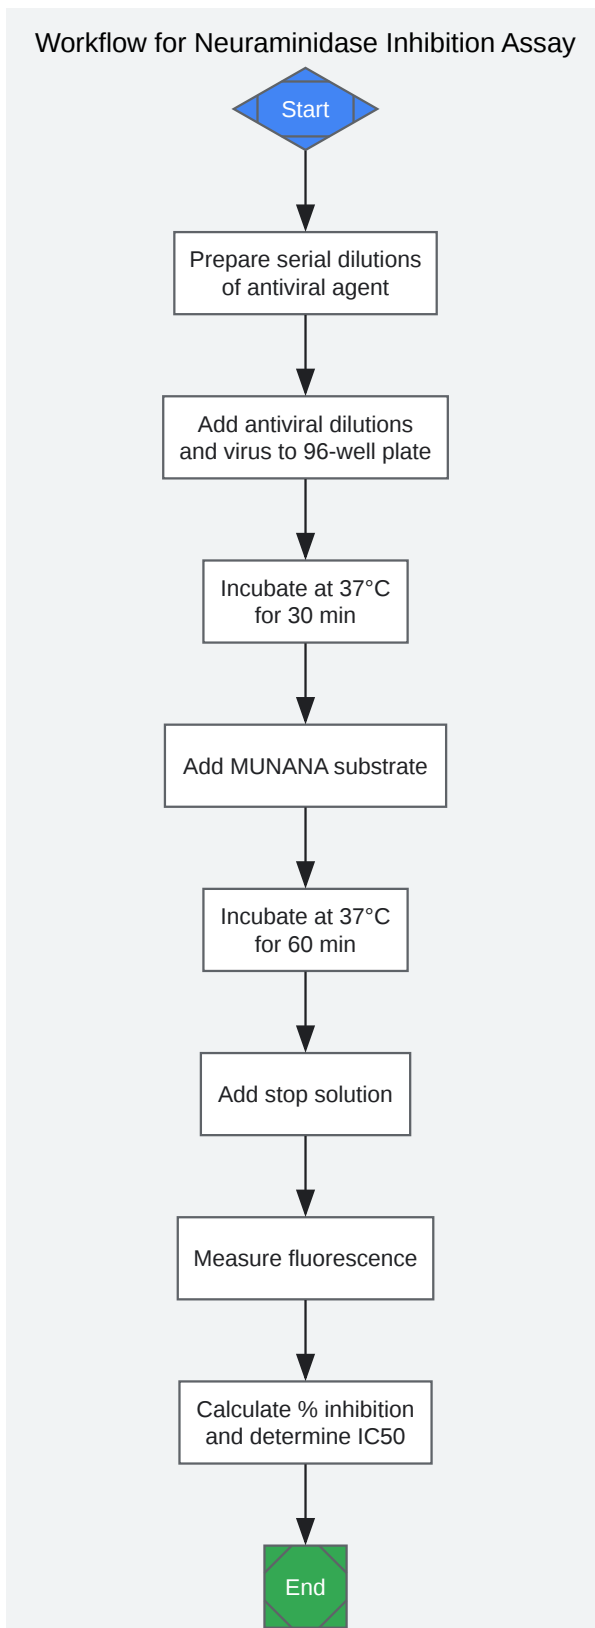 Workflow for Neuraminidase Inhibition Assay
Start
Prepare serial dilutions
of antiviral agent
Add antiviral dilutions
and virus to 96-well plate
Incubate at 37°C
for 30 min
Add MUNANA substrate
Incubate at 37°C
for 60 min
Add stop solution
Measure fluorescence
Calculate % inhibition
and determine IC50
End